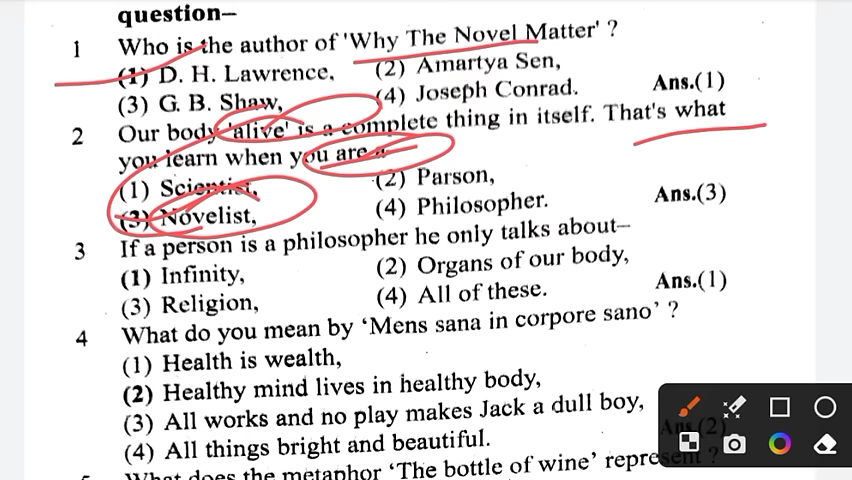 question–
1 Who is the author of 'Why The Novel Matter' ?
(1) D. H. Lawrence, (2) Amartya Sen,
(3) G. B. Shaw, (4) Joseph Conrad. Ans.(1)
2 Our body 'alive' is a complete thing in itself. That's what
you learn when you are a
(1) Scientist, (2) Parson,
(3) Novelist, (4) Philosopher. Ans.(3)
3 If a person is a philosopher he only talks about–
(1) Infinity, (2) Organs of our body,
(3) Religion, (4) All of these. Ans.(1)
4 What do you mean by ‘Mens sana in corpore sano’ ?
(1) Health is wealth,
(2) Healthy mind lives in healthy body,
(3) All works and no play makes Jack a dull boy,
(4) All things bright and beautiful. Ans.(2)
5 What does the metaphor ‘The bottle of wine’ represent ?